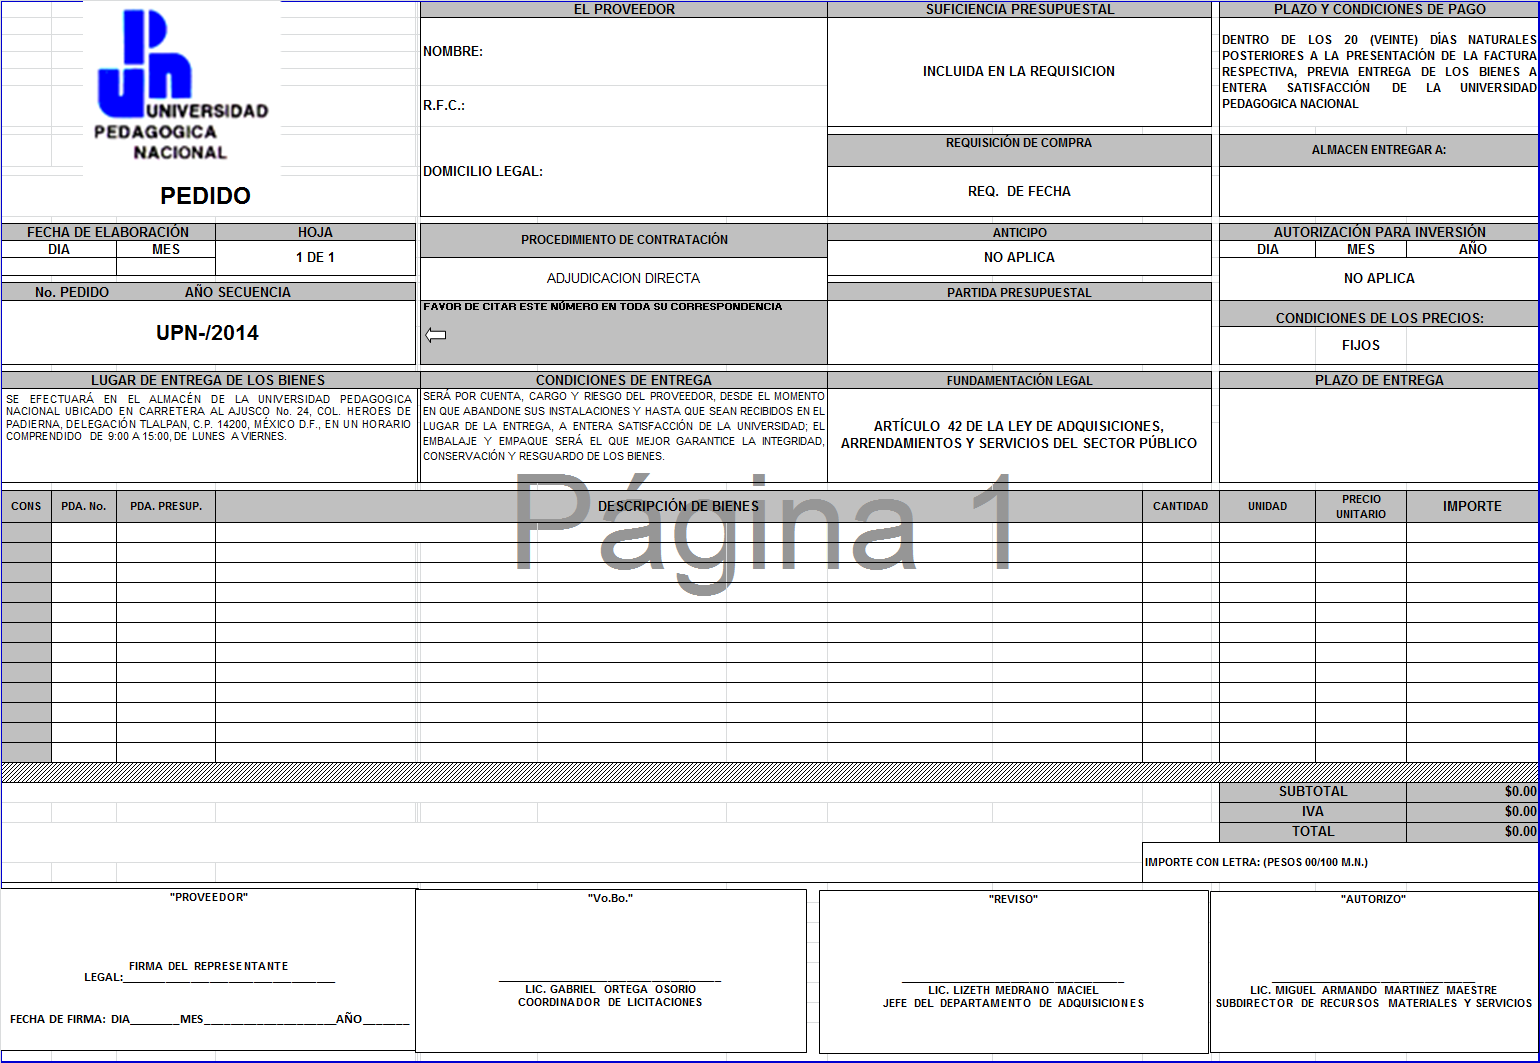 UNIVERSIDAD
PEDAGOGICA
NACIONAL
PEDIDO
EL PROVEEDOR
NOMBRE:
R.F.C.:
DOMICILIO LEGAL:
SUFICIENCIA PRESUPUESTAL
INCLUIDA EN LA REQUISICION
REQUISICIÓN DE COMPRA
REQ. DE FECHA
PLAZO Y CONDICIONES DE PAGO
DENTRO DE LOS 20 (VEINTE) DÍAS NATURALES
POSTERIORES A LA PRESENTACIÓN DE LA FACTURA
RESPECTIVA, PREVIA ENTREGA DE LOS BIENES A
ENTERA SATISFACCIÓN DE LA UNIVERSIDAD
PEDAGOGICA NACIONAL
ALMACEN ENTREGAR A:
FECHA DE ELABORACIÓN HOJA
DIA MES
1 DE 1
No. PEDIDO AÑO SECUENCIA
UPN-/2014
PROCEDIMIENTO DE CONTRATACIÓN
ADJUDICACION DIRECTA
FAVOR DE CITAR ESTE NÚMERO EN TODA SU CORRESPONDENCIA
ANTICIPO
NO APLICA
PARTIDA PRESUPUESTAL
AUTORIZACIÓN PARA INVERSIÓN
DIA MES AÑO
NO APLICA
CONDICIONES DE LOS PRECIOS:
FIJOS
LUGAR DE ENTREGA DE LOS BIENES
SE EFECTUARÁ EN EL ALMACÉN DE LA UNIVERSIDAD PEDAGOGICA
NACIONAL UBICADO EN CARRETERA AL AJUSCO No. 24, COL. HEROES DE
PADIERNA, DELEGACIÓN TLALPAN, C.P. 14200, MÉXICO D.F., EN UN HORARIO
COMPRENDIDO DE 9:00 A 15:00, DE LUNES A VIERNES.
CONDICIONES DE ENTREGA
SERÁ POR CUENTA, CARGO Y RIESGO DEL PROVEEDOR, DESDE EL MOMENTO
EN QUE ABANDONE SUS INSTALACIONES Y HASTA QUE SEAN RECIBIDOS EN EL
LUGAR DE LA ENTREGA, A ENTERA SATISFACCIÓN DE LA UNIVERSIDAD; EL
EMBALAJE Y EMPAQUE SERÁ EL QUE MEJOR GARANTICE LA INTEGRIDAD,
CONSERVACIÓN Y RESGUARDO DE LOS BIENES.
FUNDAMENTACIÓN LEGAL
ARTÍCULO 42 DE LA LEY DE ADQUISICIONES,
ARRENDAMIENTOS Y SERVICIOS DEL SECTOR PÚBLICO
PLAZO DE ENTREGA
CONS PDA. No. PDA. PRESUP. DESCRIPCIÓN DE BIENES CANTIDAD UNIDAD PRECIO UNITARIO IMPORTE
Página 1
SUBTOTAL $0.00
IVA $0.00
TOTAL $0.00
IMPORTE CON LETRA: (PESOS 00/100 M.N.)
"PROVEEDOR"
FIRMA DEL REPRESENTANTE
LEGAL:__________________________________
FECHA DE FIRMA: DIA________MES_____________________AÑO_______
"Vo.Bo."
LIC. GABRIEL ORTEGA OSORIO
COORDINADOR DE LICITACIONES
"REVISO"
LIC. LIZETH MEDRANO MACIEL
JEFE DEL DEPARTAMENTO DE ADQUISICIONES
"AUTORIZO"
LIC. MIGUEL ARMANDO MARTINEZ MAESTRE
SUBDIRECTOR DE RECURSOS MATERIALES Y SERVICIOS